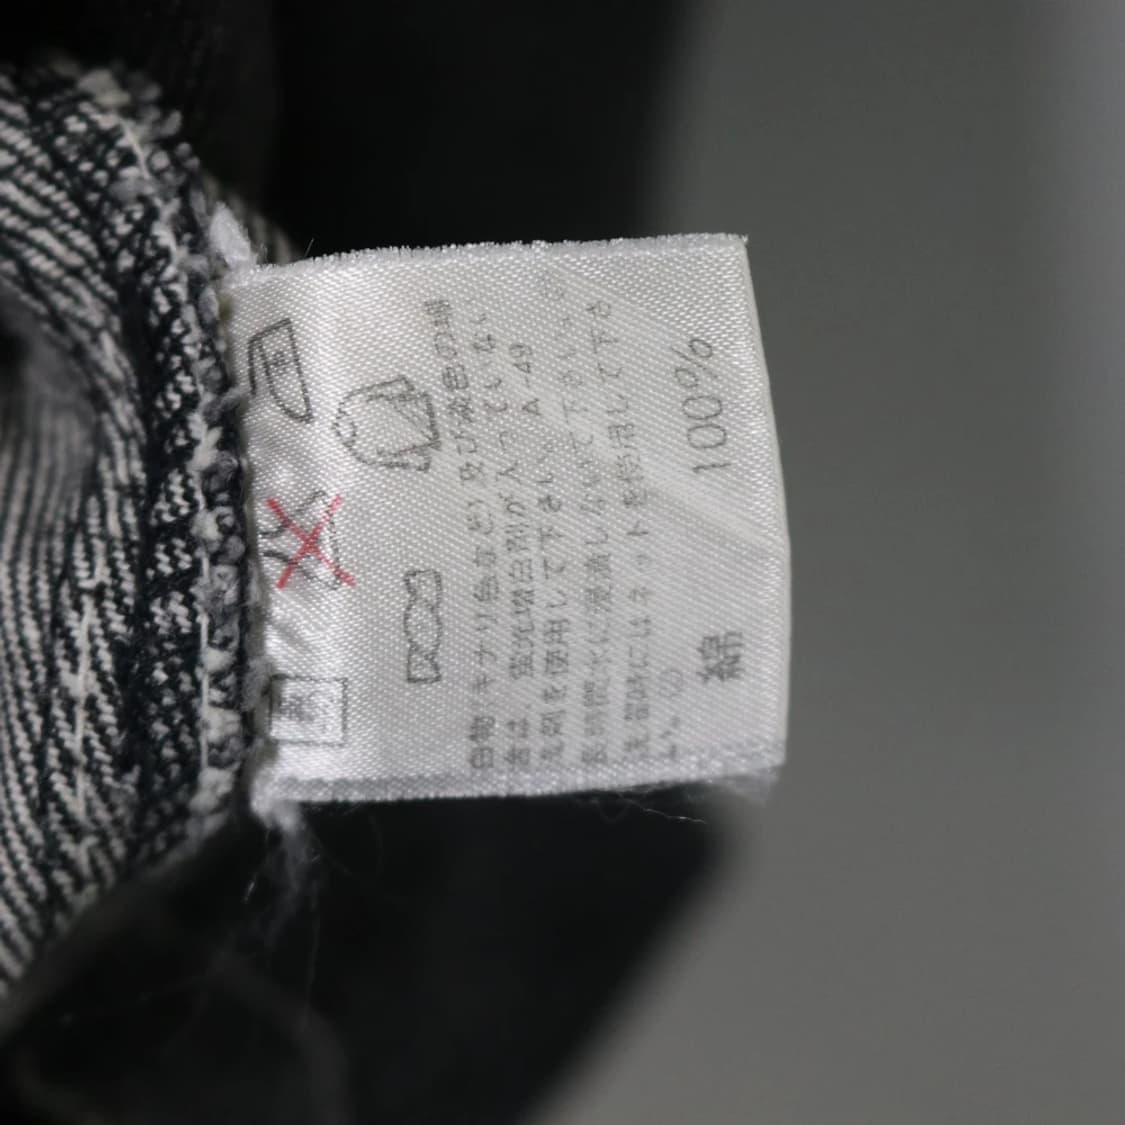 白物(キナリ色など)及び淡色の場
合は、蛍光増白剤が入っていない
洗剤を使用して下さい。A-49
長時間水に浸漬しないで下さい。
洗濯時にはネットを使用して下さ
い。
綿 100%